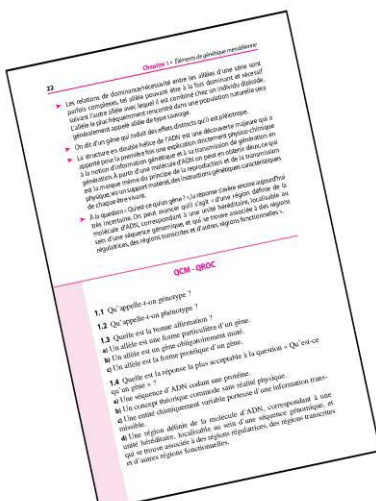 22
Chapitre 1 • Éléments de génétique mendélienne
➤ Les relations de dominance/récessivité entre les allèles d'une série sont
parfois complexes, tel allèle pouvant être à la fois dominant et récessif
suivant l'autre allèle avec lequel il est combiné chez un individu diploïde.
L'allèle le plus fréquemment rencontré dans une population naturelle sera
généralement appelé allèle de type sauvage.
➤ On dit d'un gène qui induit des effets distincts qu'il est pléiotrope.
➤ La structure en double hélice de l'ADN est une découverte majeure qui a
apporté pour la première fois une explication strictement physico-chimique
à la notion d'information génétique et à sa transmission de génération en
génération. À partir d'une molécule d'ADN on peut en obtenir deux, ce qui
est la marque même du principe de la reproduction et de la transmission
physique, via un support matériel, des instructions génétiques caractéristiques
de chaque être vivant.
➤ À la question « Qu'est-ce qu'un gène ? », la réponse s'avère encore aujourd'hui
très incertaine. On peut avancer qu'il s'agit « d'une région définie de la
molécule d'ADN, correspondant à une unité héréditaire, localisable au
sein d'une séquence génomique, et qui se trouve associée à des régions
régulatrices, des régions transcrites et d'autres régions fonctionnelles ».
QCM - QROC
1.1 Qu'appelle-t-on génotype ?
1.2 Qu'appelle-t-on phénotype ?
1.3 Quelle est la bonne affirmation ?
a) Un allèle est une forme particulière d'un gène.
b) Un allèle est un gène obligatoirement muté.
c) Un allèle est la forme protéique d'un gène.
1.4 Quelle est la réponse la plus acceptable à la question « Qu'est-ce
qu'un gène » ?
a) Une séquence d'ADN codant une protéine.
b) Un concept théorique commode sans réalité physique.
c) Une entité chimiquement variable porteuse d'une information trans-
missible.
d) Une région définie de la molécule d'ADN, correspondant à une
unité héréditaire, localisable au sein d'une séquence génomique, et
qui se trouve associée à des régions régulatrices, des régions transcrites
et d'autres régions fonctionnelles.